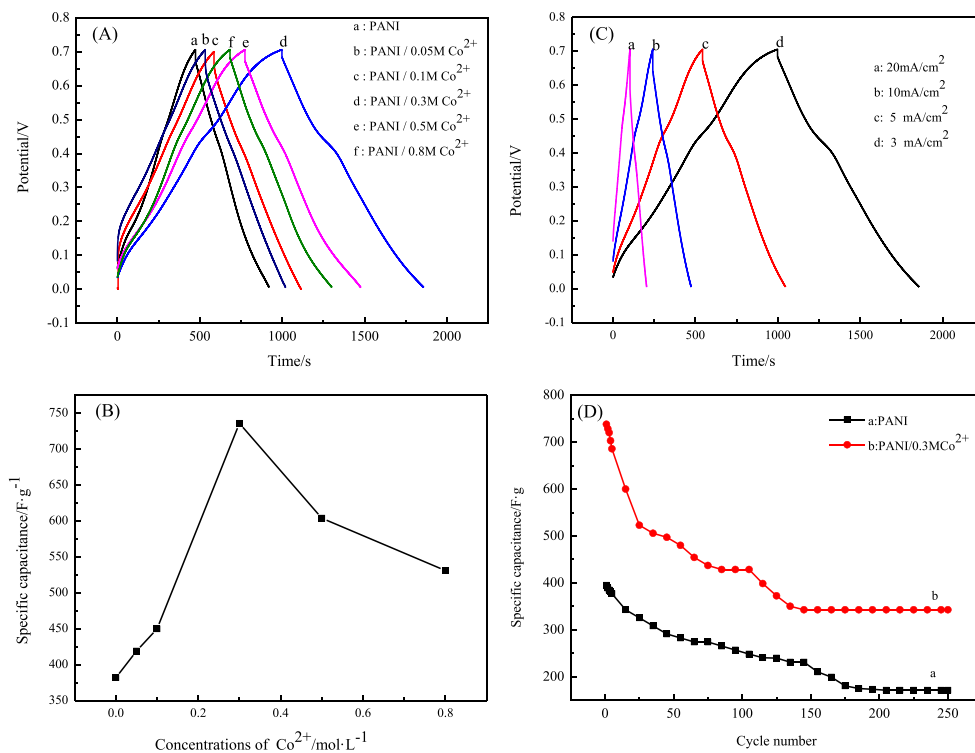 (A)
a b c f e d
a : PANI
b : PANI / 0.05M Co²⁺
c : PANI / 0.1M Co²⁺
d : PANI / 0.3M Co²⁺
e : PANI / 0.5M Co²⁺
f : PANI / 0.8M Co²⁺
0.8
0.7
0.6
0.5
0.4
0.3
0.2
0.1
0.0
-0.1
Potential/V
0 500 1000 1500 2000
Time/s
(C)
a b c d
a: 20mA/cm²
b: 10mA/cm²
c: 5 mA/cm²
d: 3 mA/cm²
0.8
0.7
0.6
0.5
0.4
0.3
0.2
0.1
0.0
-0.1
Potential/V
0 500 1000 1500 2000
Time/s
(B)
750
700
650
600
550
500
450
400
350
Specific capacitance/F·g⁻¹
0.0 0.2 0.4 0.6 0.8
Concentrations of Co²⁺/mol·L⁻¹
(D)
a:PANI
b:PANI/0.3MCo²⁺
800
700
600
500
400
300
200
Specific capacitance/F·g
b
a
0 50 100 150 200 250
Cycle number